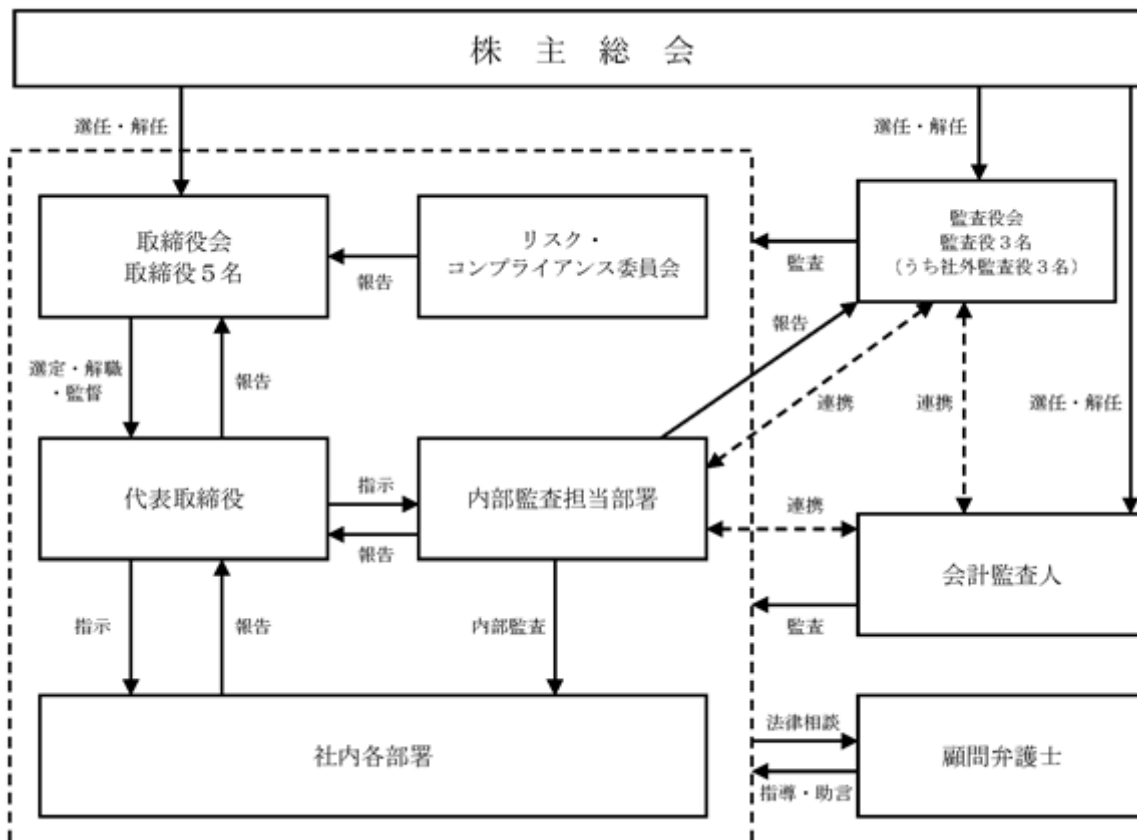 株 主 総 会
選任・解任
選任・解任
取締役会
取締役5名
リスク・
コンプライアンス委員会
監査役会
監査役3名
(うち社外監査役3名)
報告
監査
報告
選定・解職
・監督
報告
連携
連携
選任・解任
代表取締役
指示
報告
内部監査担当部署
連携
会計監査人
指示
報告
内部監査
監査
社内各部署
法律相談
指導・助言
顧問弁護士